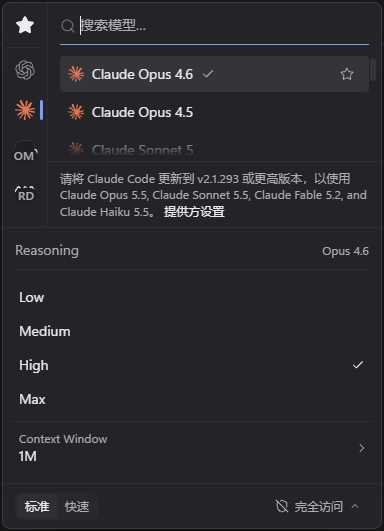 搜索模型...
Claude Opus 4.6
Claude Opus 4.5
Claude Sonnet 5
OM
RD
请将 Claude Code 更新到 v2.1.293 或更高版本，以使用
Claude Opus 5.5, Claude Sonnet 5.5, Claude Fable 5.2, and
Claude Haiku 5.5。 提供方设置
Reasoning
Opus 4.6
Low
Medium
High
Max
Context Window
1M
标准 快速
完全访问